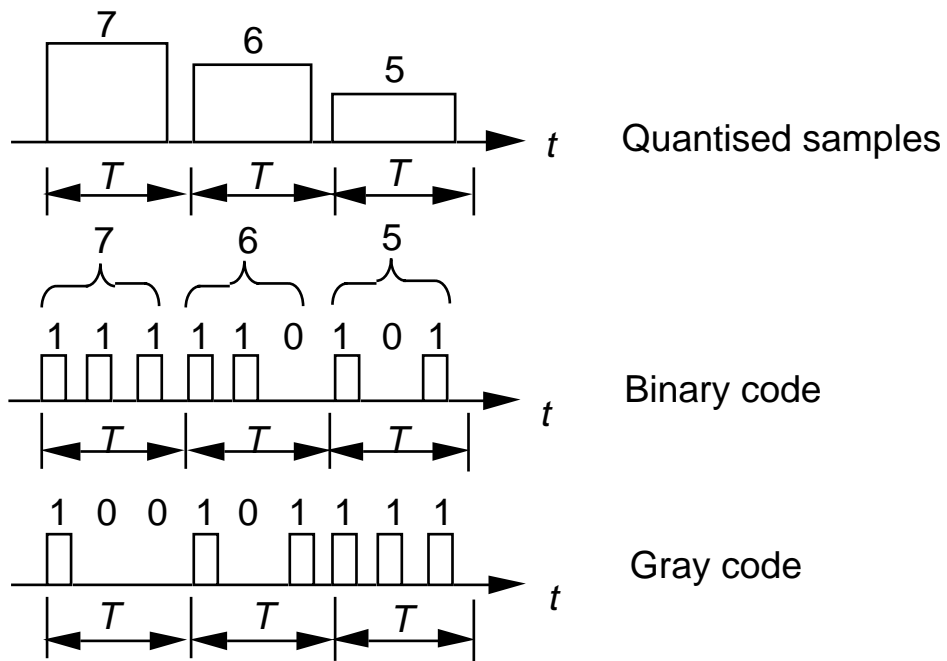 7
6
5
t
Quantised samples
T T T
7 6 5
1 1 1 1 1 0 1 0 1
Binary code
t
T T T
1 0 0 1 0 1 1 1 1
Gray code
t
T T T